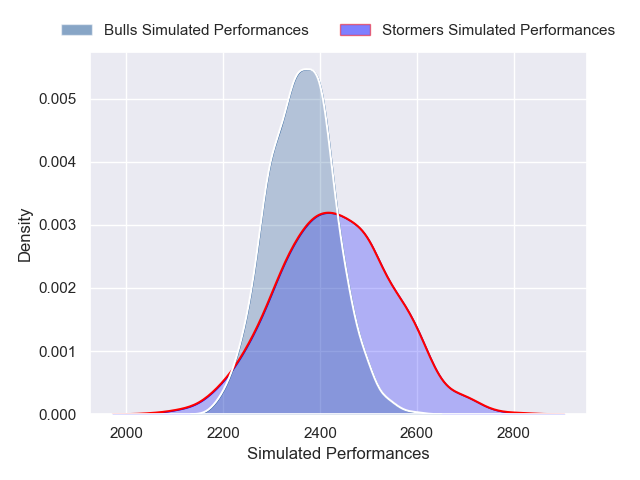 Bulls Simulated Performances Stormers Simulated Performances
0.005
0.004
0.003
0.002
0.001
0.000
Density
2000 2200 2400 2600 2800
Simulated Performances